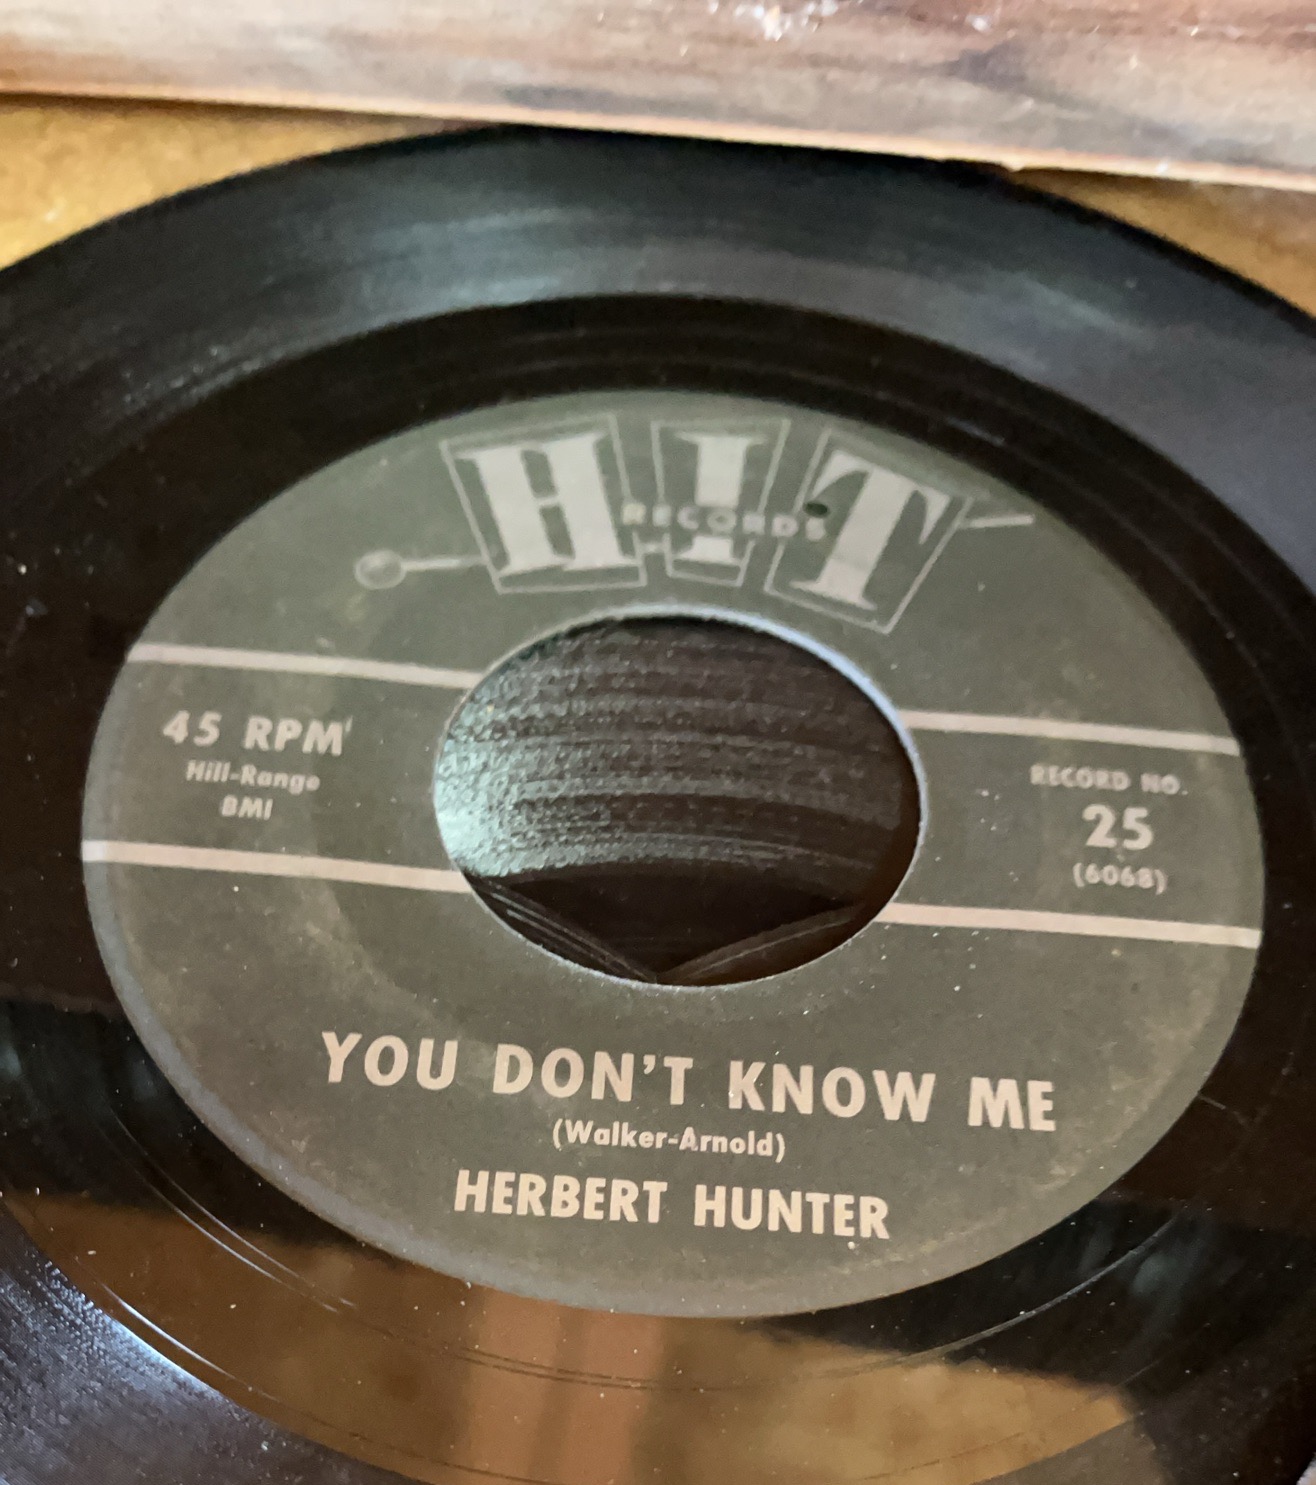 HIT
RECORDS
45 RPM
Hill-Range
BMI
RECORD NO.
25
(6068)
YOU DON'T KNOW ME
(Walker-Arnold)
HERBERT HUNTER